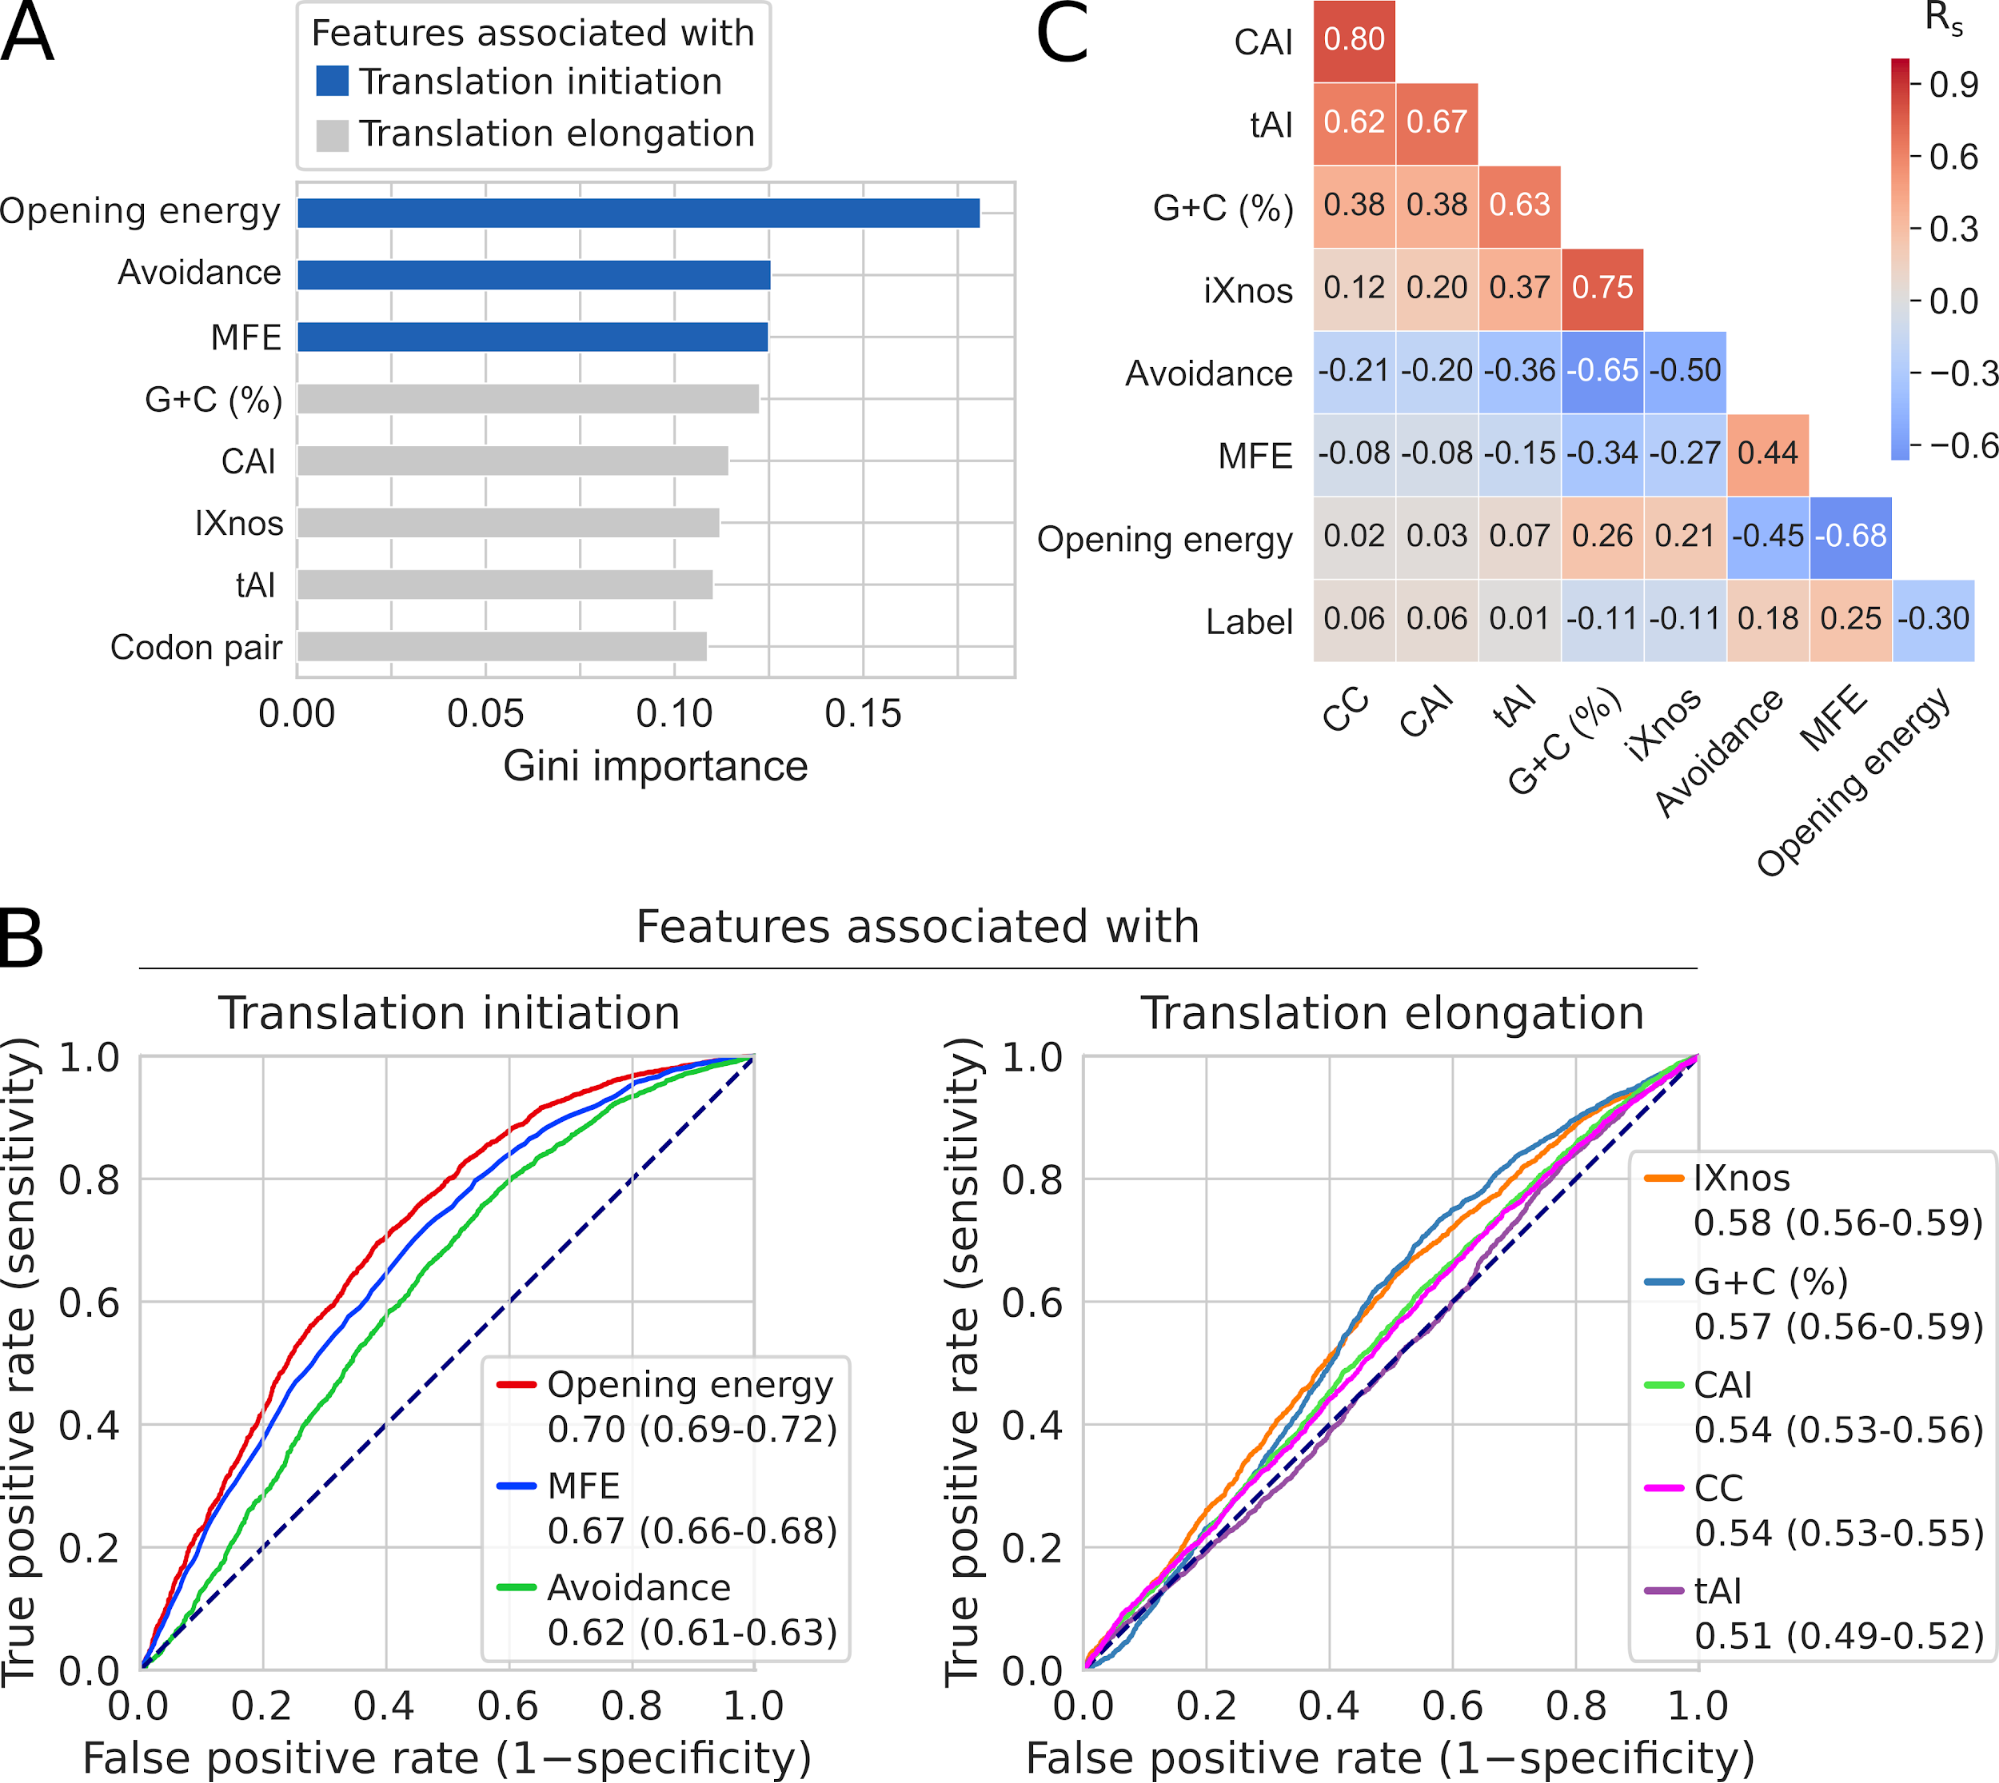 A
Features associated with
Translation initiation
Translation elongation
Opening energy
Avoidance
MFE
G+C (%)
CAI
IXnos
tAI
Codon pair
0.00 0.05 0.10 0.15
Gini importance
C
Rs
0.9
0.6
0.3
0.0
−0.3
−0.6
CAI 0.80
tAI 0.62 0.67
G+C (%) 0.38 0.38 0.63
iXnos 0.12 0.20 0.37 0.75
Avoidance -0.21 -0.20 -0.36 -0.65 -0.50
MFE -0.08 -0.08 -0.15 -0.34 -0.27 0.44
Opening energy 0.02 0.03 0.07 0.26 0.21 -0.45 -0.68
Label 0.06 0.06 0.01 -0.11 -0.11 0.18 0.25 -0.30
CC CAI tAI G+C (%) iXnos Avoidance MFE Opening energy
B
Features associated with
Translation initiation
True positive rate (sensitivity)
1.0
0.8
0.6
0.4
0.2
0.0
0.0 0.2 0.4 0.6 0.8 1.0
False positive rate (1−specificity)
Opening energy
0.70 (0.69-0.72)
MFE
0.67 (0.66-0.68)
Avoidance
0.62 (0.61-0.63)
Translation elongation
True positive rate (sensitivity)
1.0
0.8
0.6
0.4
0.2
0.0
0.0 0.2 0.4 0.6 0.8 1.0
False positive rate (1−specificity)
IXnos
0.58 (0.56-0.59)
G+C (%)
0.57 (0.56-0.59)
CAI
0.54 (0.53-0.56)
CC
0.54 (0.53-0.55)
tAI
0.51 (0.49-0.52)